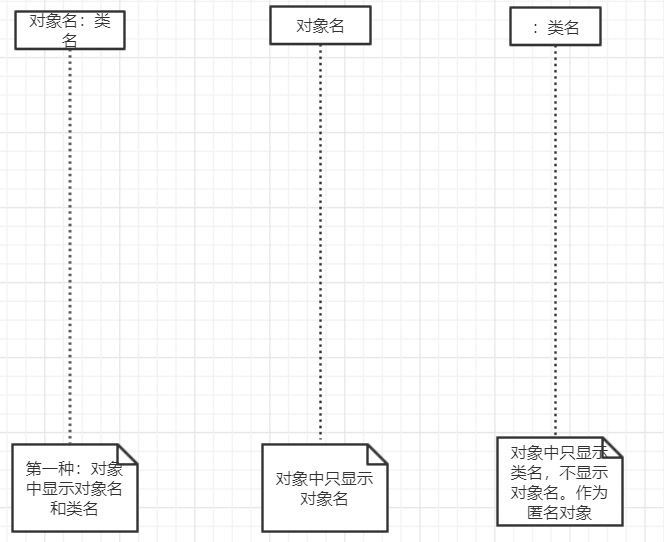 对象名：类
名
对象名
：类名
第一种：对象
中显示对象名
和类名
对象中只显示
对象名
对象中只显示
类名，不显示
对象名。作为
匿名对象